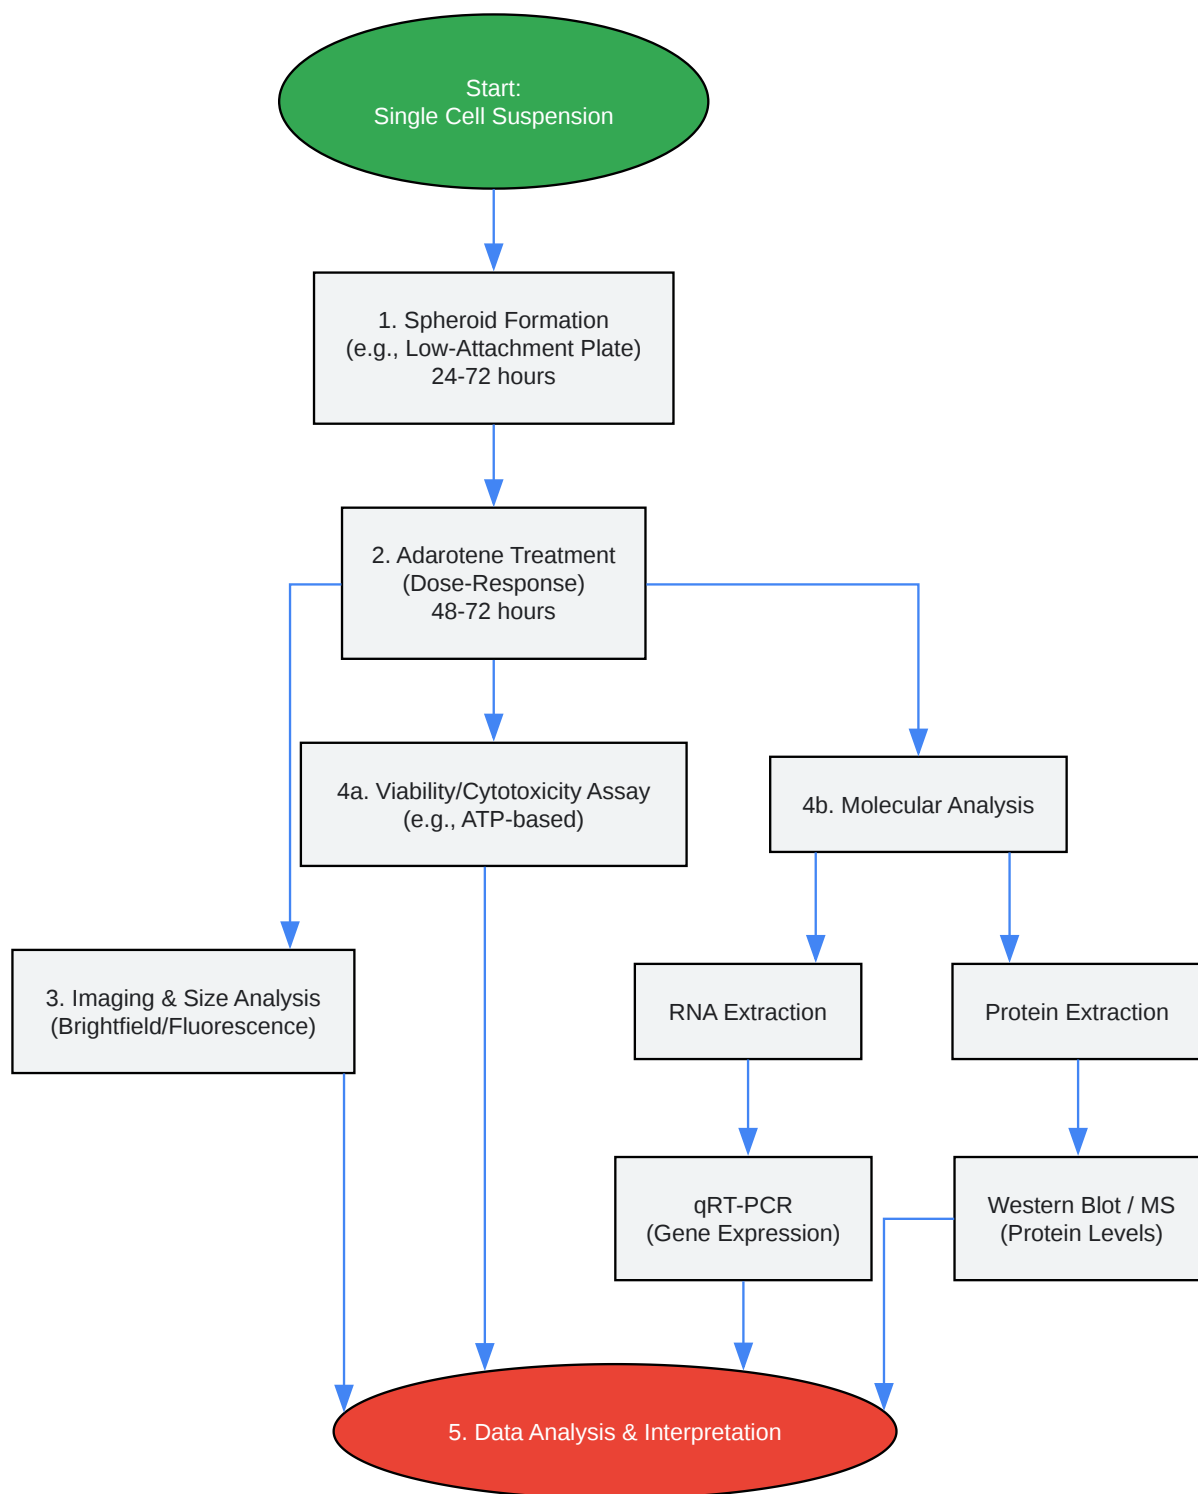 Start:
Single Cell Suspension
1. Spheroid Formation
(e.g., Low-Attachment Plate)
24-72 hours
2. Adarotene Treatment
(Dose-Response)
48-72 hours
4a. Viability/Cytotoxicity Assay
(e.g., ATP-based)
4b. Molecular Analysis
3. Imaging & Size Analysis
(Brightfield/Fluorescence)
RNA Extraction
Protein Extraction
qRT-PCR
(Gene Expression)
Western Blot / MS
(Protein Levels)
5. Data Analysis & Interpretation